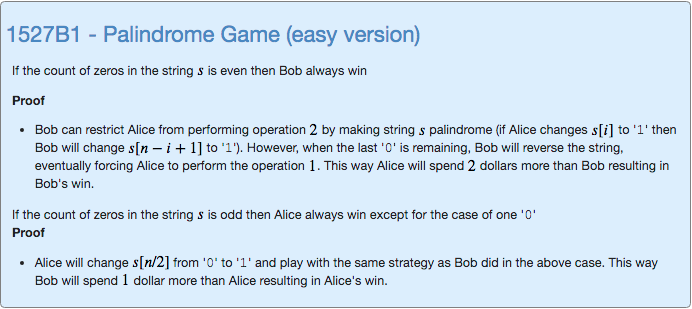 1527B1 - Palindrome Game (easy version)
If the count of zeros in the string s is even then Bob always win
Proof
• Bob can restrict Alice from performing operation 2 by making string s palindrome (if Alice changes s[i] to '1' then
Bob will change s[n − i + 1] to '1'). However, when the last '0' is remaining, Bob will reverse the string,
eventually forcing Alice to perform the operation 1. This way Alice will spend 2 dollars more than Bob resulting in
Bob's win.
If the count of zeros in the string s is odd then Alice always win except for the case of one '0'
Proof
• Alice will change s[n/2] from '0' to '1' and play with the same strategy as Bob did in the above case. This way
Bob will spend 1 dollar more than Alice resulting in Alice's win.